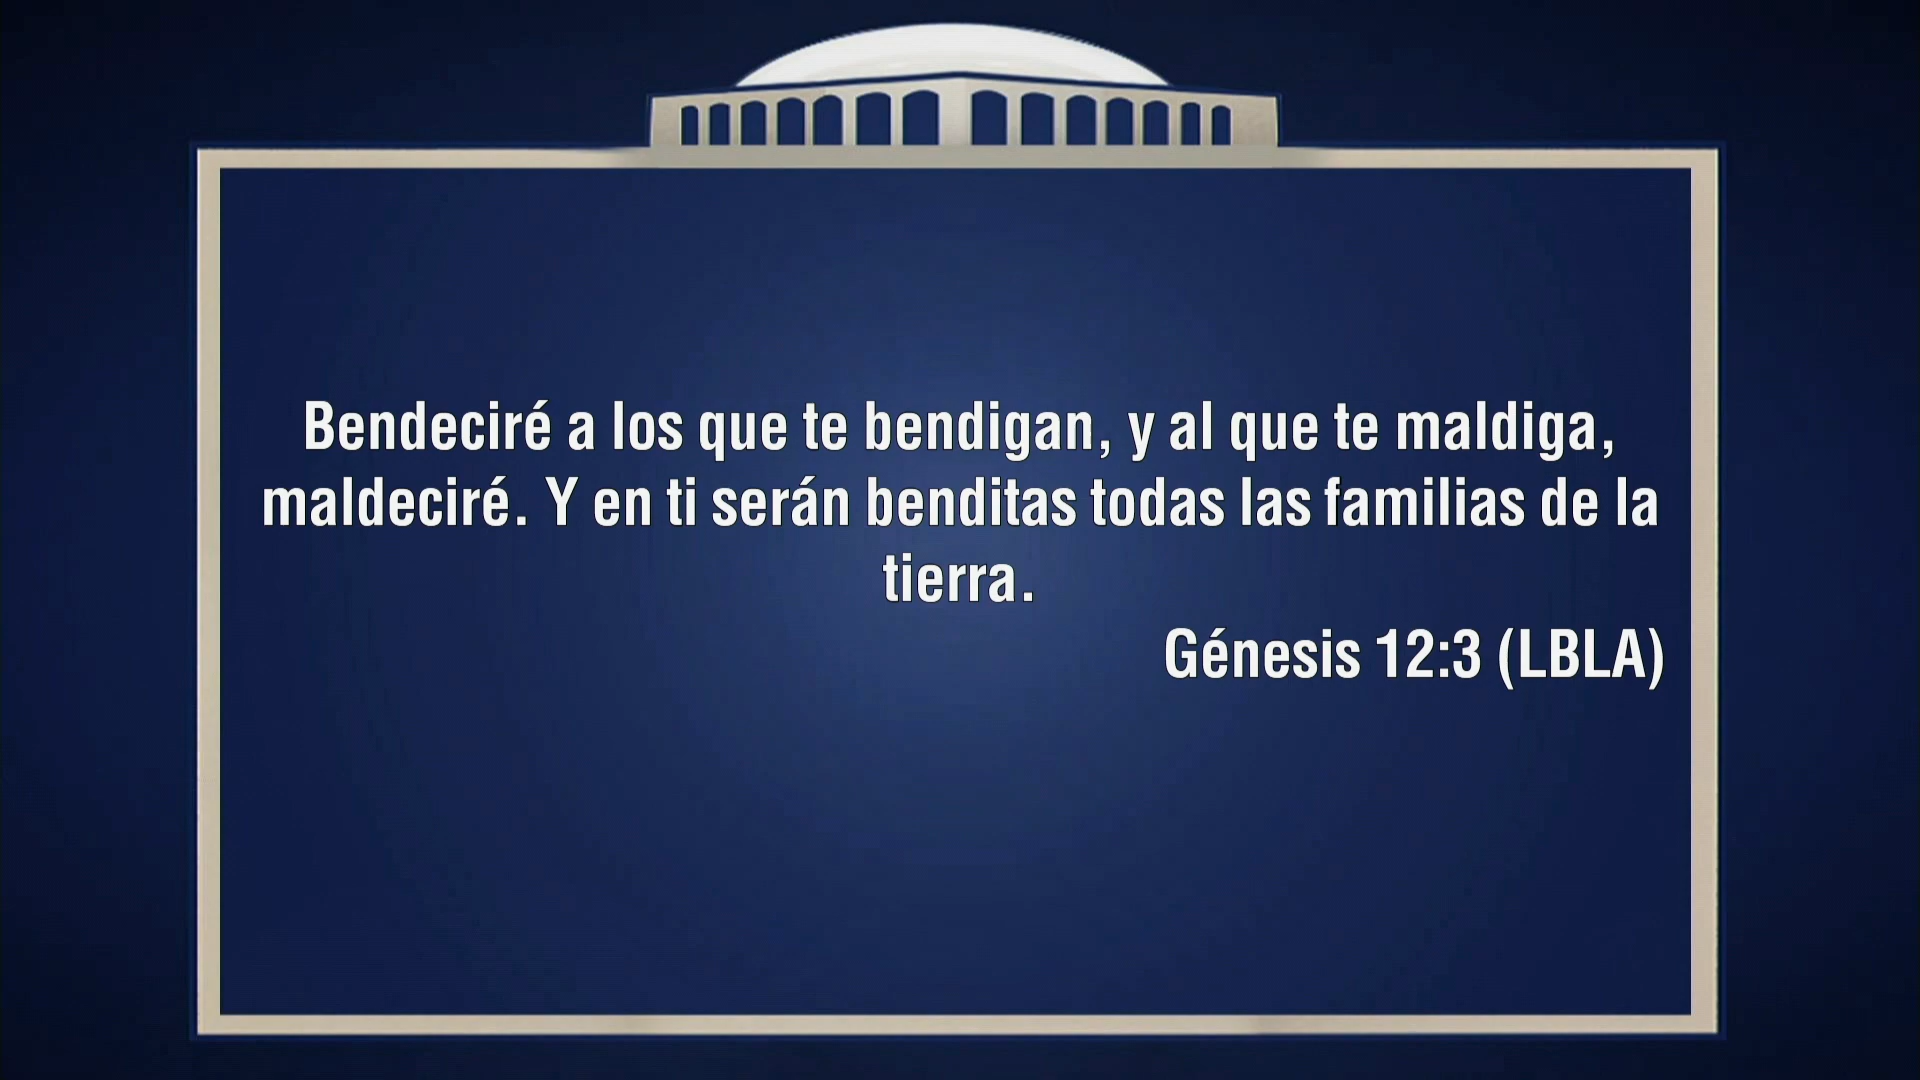 Bendeciré a los que te bendigan, y al que te maldiga,
maldeciré. Y en ti serán benditas todas las familias de la
tierra.
Génesis 12:3 (LBLA)